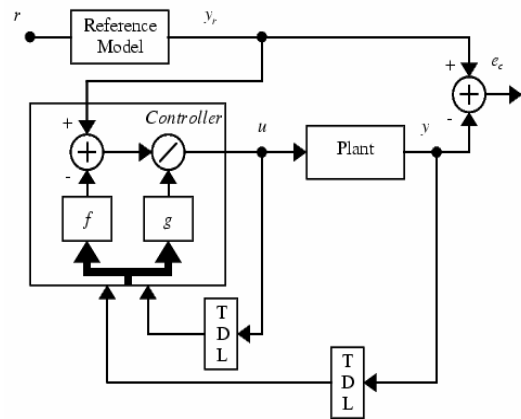 r
Reference
Model
y_r
+
e_c
-
+
Controller
u
Plant
y
-
f
g
T
D
L
T
D
L